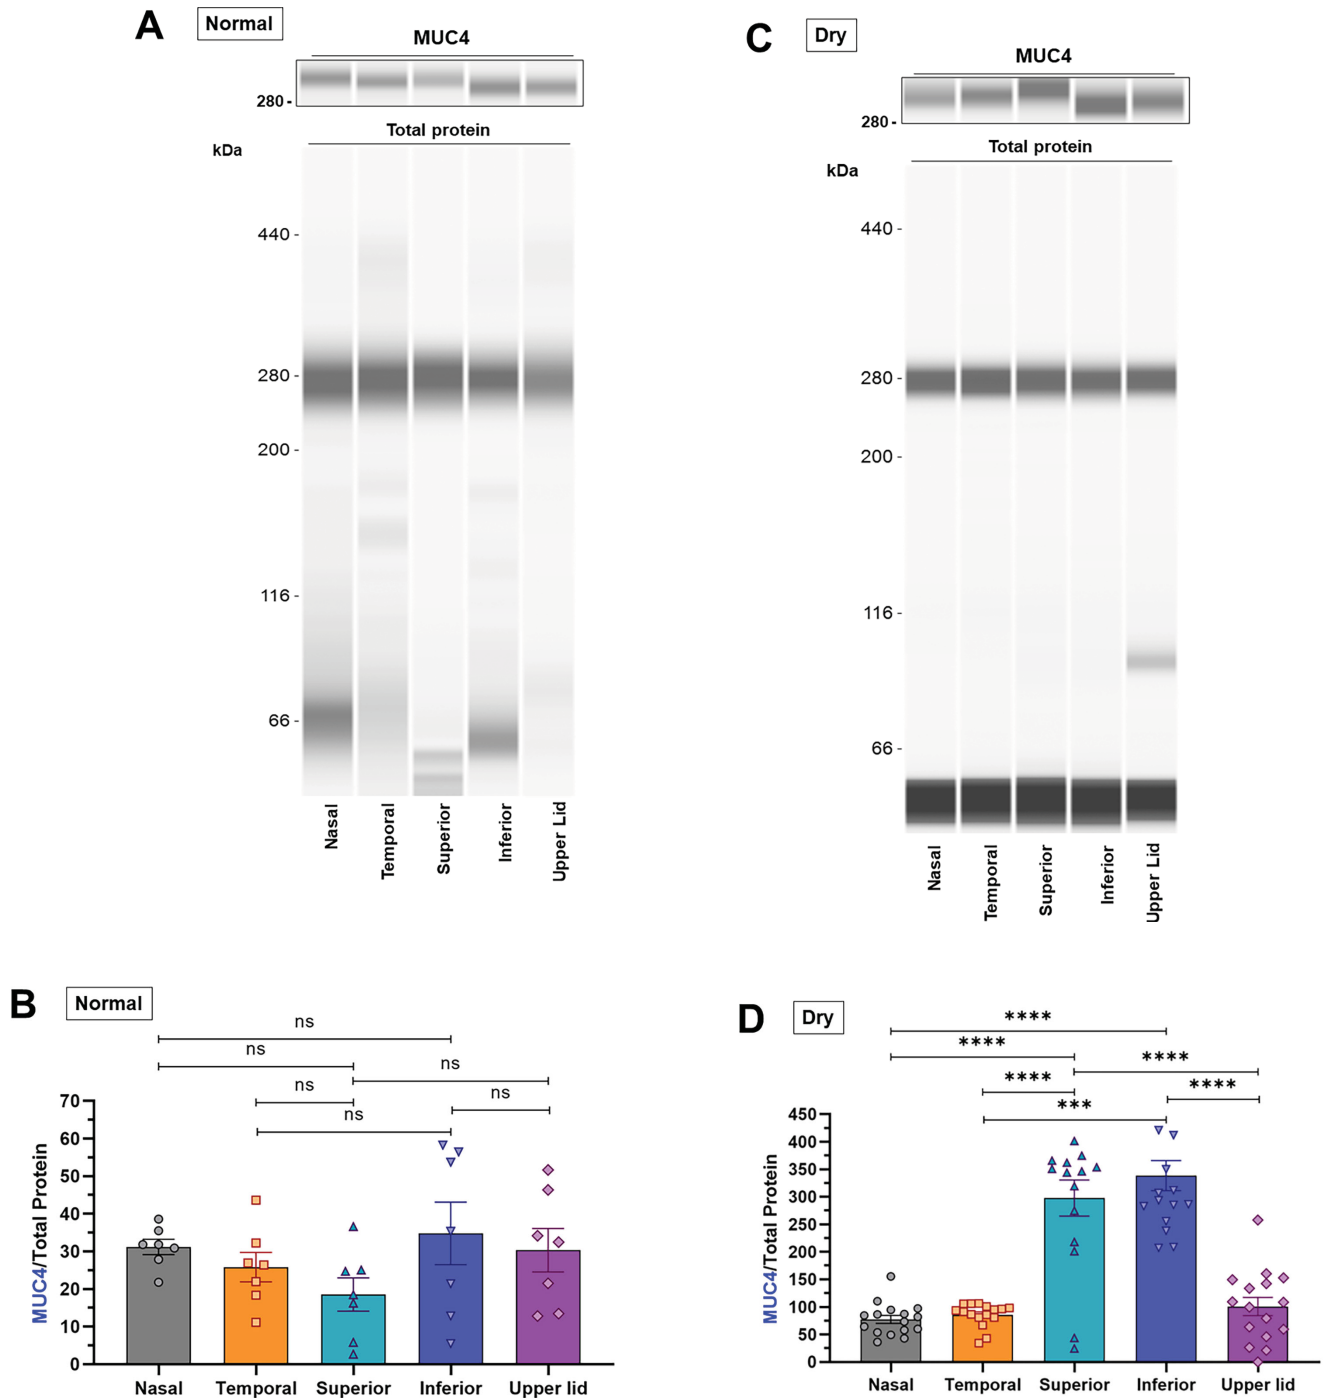 A
Normal
MUC4
280 -
Total protein
kDa
440 -
280 -
200 -
116 -
66 -
Nasal
Temporal
Superior
Inferior
Upper Lid
C
Dry
MUC4
280 -
Total protein
kDa
440 -
280 -
200 -
116 -
66 -
Nasal
Temporal
Superior
Inferior
Upper Lid
B
Normal
ns
ns
ns
ns
ns
ns
MUC4/Total Protein
70
60
50
40
30
20
10
0
Nasal
Temporal
Superior
Inferior
Upper lid
D
Dry
****
****
****
****
****
***
MUC4/Total Protein
450
400
350
300
250
200
150
100
50
0
Nasal
Temporal
Superior
Inferior
Upper lid